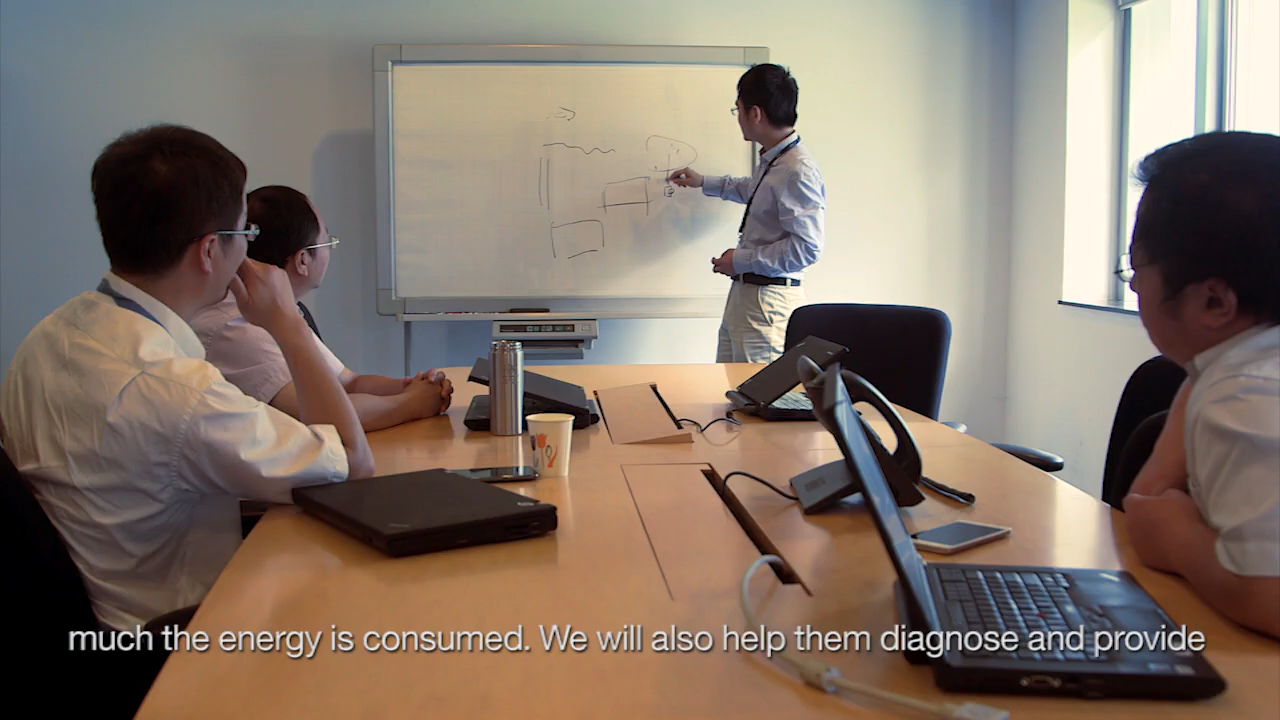 much the energy is consumed. We will also help them diagnose and provide